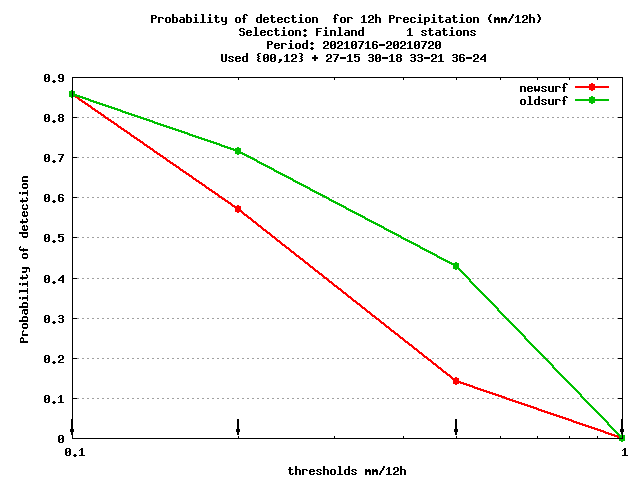 Probability of detection  for 12h Precipitation (mm/12h)
Selection: Finland      1 stations
Period: 20210716-20210720
Used {00,12} + 27-15 30-18 33-21 36-24
newsurf
oldsurf
0.9
0.8
0.7
0.6
0.5
0.4
0.3
0.2
0.1
0
Probability of detection
0.1
1
thresholds mm/12h